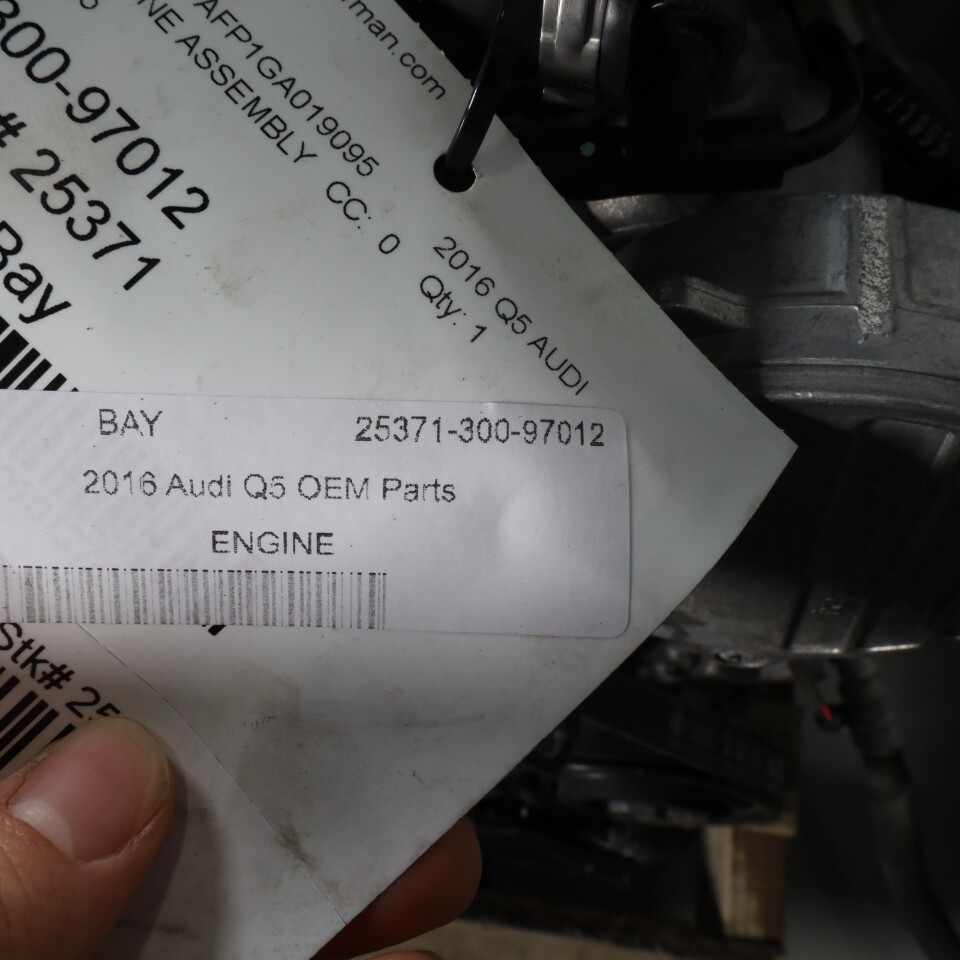 rman.com
AFP1GA019095
NE ASSEMBLY CC: 0
2016 Q5 AUDI
Qty: 1
300-97012
# 25371
Bay
BAY 25371-300-97012
2016 Audi Q5 OEM Parts
ENGINE
Stk# 25